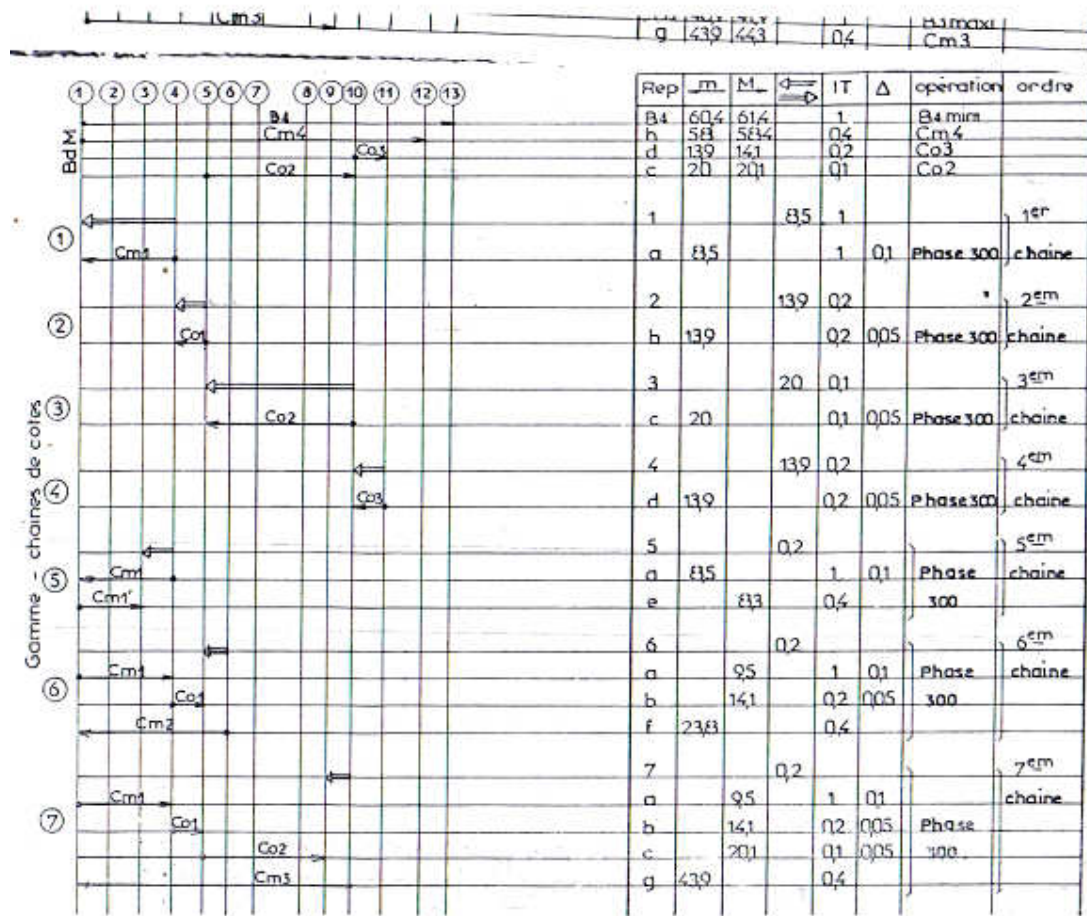 Cm3
B3 maxi
g 43,9 44,3 0,4 Cm3
1 2 3 4 5 6 7 8 9 10 11 12 13
Rep m M IT Δ opération ordre
B4 B4 60,4 61,4 1 B4 mini
Cm4 h 58 58,4 0,4 Cm4
BdM
Co3 d 13,9 14,1 0,2 Co3
Co2 c 20 20,1 0,1 Co2
1 8,5 1 1er
1
Cm1 a 8,5 1 0,1 Phase 300 chaine
2 13,9 0,2 2em
2
Co1 b 13,9 0,2 0,05 Phase 300 chaine
3 20 0,1 3em
3
Co2 c 20 0,1 0,05 Phase 300 chaine
4 13,9 0,2 4em
4
Co3 d 13,9 0,2 0,05 Phase 300 chaine
Gamme - chaines de cotes
5 0,2 5em
5
Cm1 a 8,5 1 0,1 Phase chaine
Cm1' e 8,3 0,4 300
6 0,2 6em
Cm1 a 9,5 1 0,1 Phase chaine
6
Co1 b 14,1 0,2 0,05 300
Cm2 f 23,8 0,4
7 0,2 7em
Cm1 a 9,5 1 0,1 chaine
7
Co1 b 14,1 0,2 0,05 Phase
Co2 c 20,1 0,1 0,05 300
Cm3 g 43,9 0,4